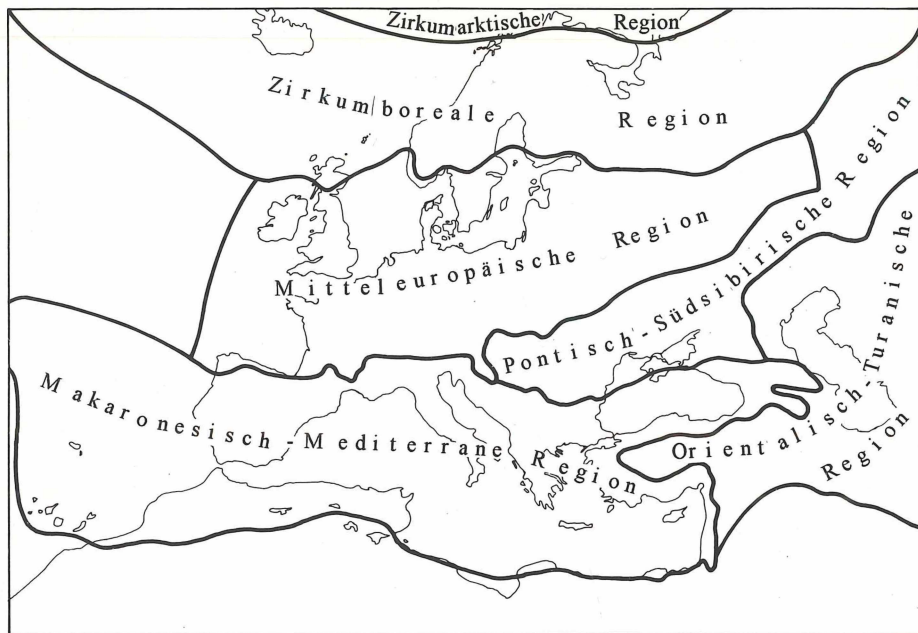 Zirkumarktische Region
Zirkumboreale Region
Mitteleuropäische Region
Pontisch-Südsibirische Region
Orientalisch-Turanische Region
Makaronesisch-Mediterrane Region